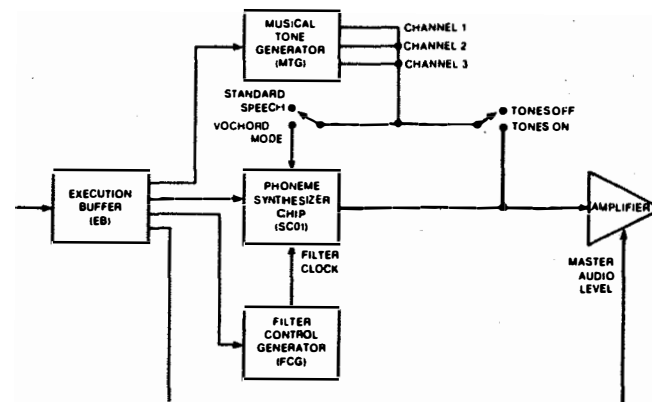 MUSICAL
TONE
GENERATOR
(MTG)
CHANNEL 1
CHANNEL 2
CHANNEL 3
STANDARD
SPEECH
VOCHORD
MODE
TONES OFF
TONES ON
EXECUTION
BUFFER
(EB)
PHONEME
SYNTHESIZER
CHIP
(SC01)
AMPLIFIER
FILTER
CLOCK
MASTER
AUDIO
LEVEL
FILTER
CONTROL
GENERATOR
(FCG)